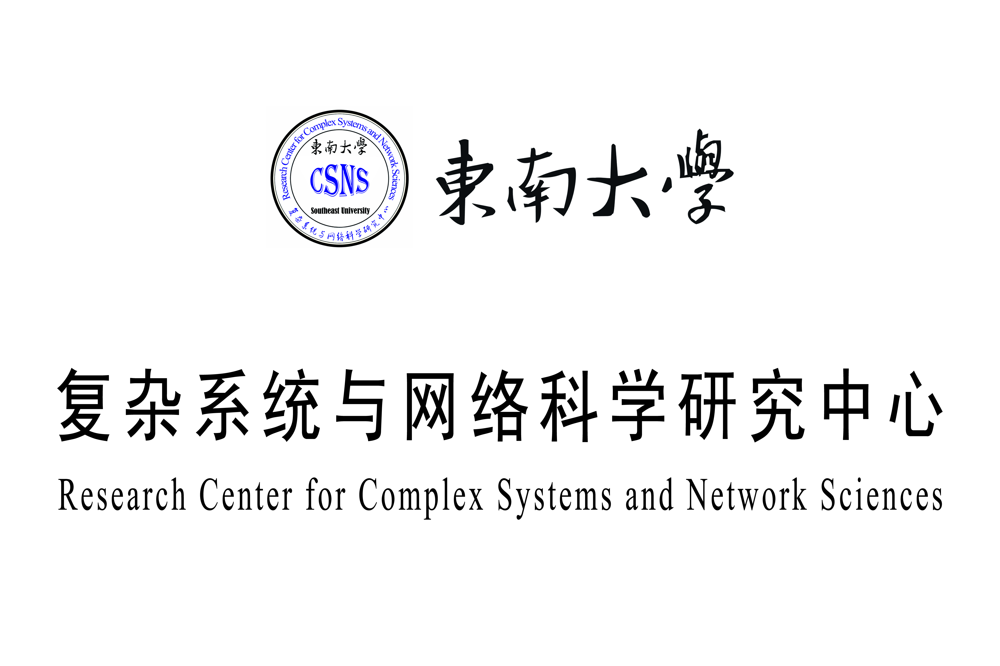 Research Center for Complex Systems and Network Sciences
東南大學
CSNS
Southeast University
复杂系统与网络科学研究中心
東南大學
复杂系统与网络科学研究中心
Research Center for Complex Systems and Network Sciences